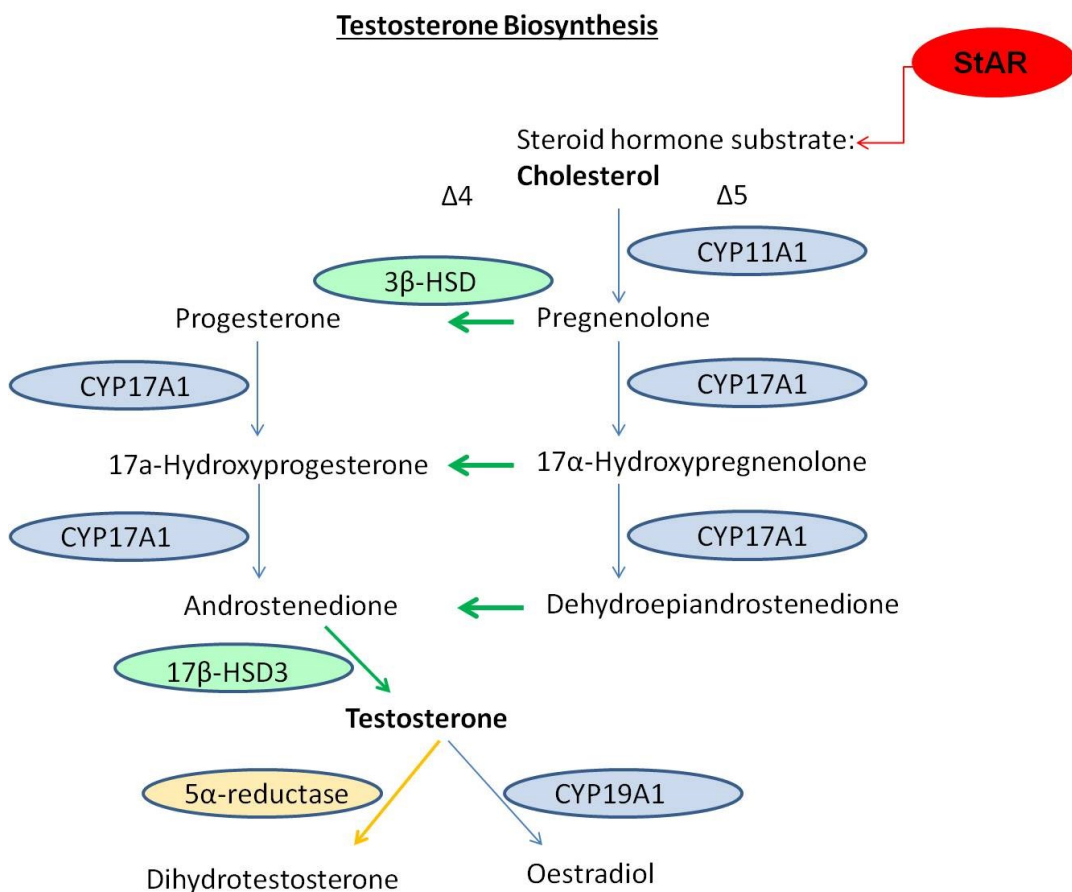 Testosterone Biosynthesis
StAR
Steroid hormone substrate:
Cholesterol
Δ4
Δ5
CYP11A1
3β-HSD
Progesterone
Pregnenolone
CYP17A1
CYP17A1
17a-Hydroxyprogesterone
17α-Hydroxypregnenolone
CYP17A1
CYP17A1
Androstenedione
Dehydroepiandrostenedione
17β-HSD3
Testosterone
5α-reductase
CYP19A1
Dihydrotestosterone
Oestradiol